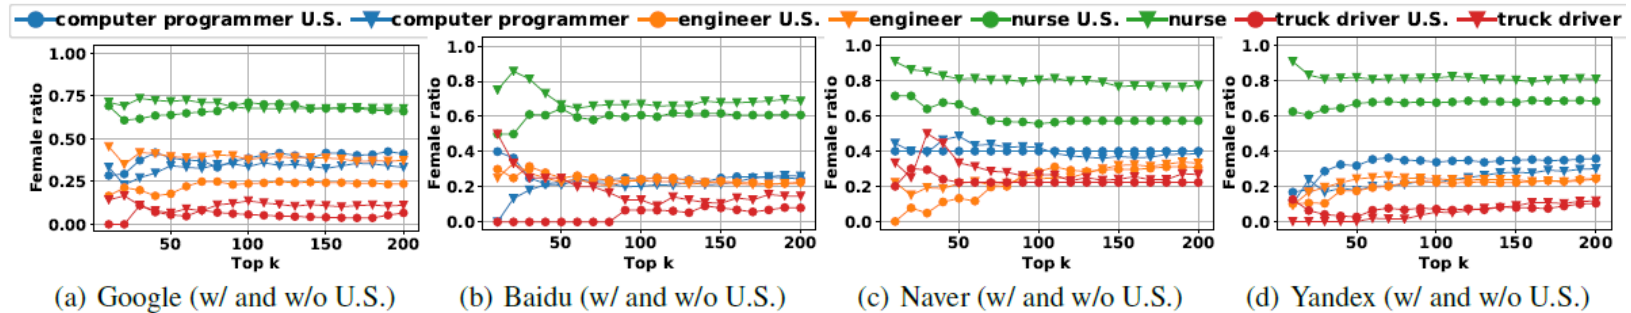 computer programmer U.S. computer programmer engineer U.S. engineer nurse U.S. nurse truck driver U.S. truck driver
Female ratio
1.00
0.75
0.50
0.25
0.00
50 100 150 200
Top k
(a) Google (w/ and w/o U.S.)
Female ratio
1.0
0.8
0.6
0.4
0.2
0.0
50 100 150 200
Top k
(b) Baidu (w/ and w/o U.S.)
Female ratio
1.0
0.8
0.6
0.4
0.2
0.0
50 100 150 200
Top k
(c) Naver (w/ and w/o U.S.)
Female ratio
1.0
0.8
0.6
0.4
0.2
0.0
50 100 150 200
Top k
(d) Yandex (w/ and w/o U.S.)